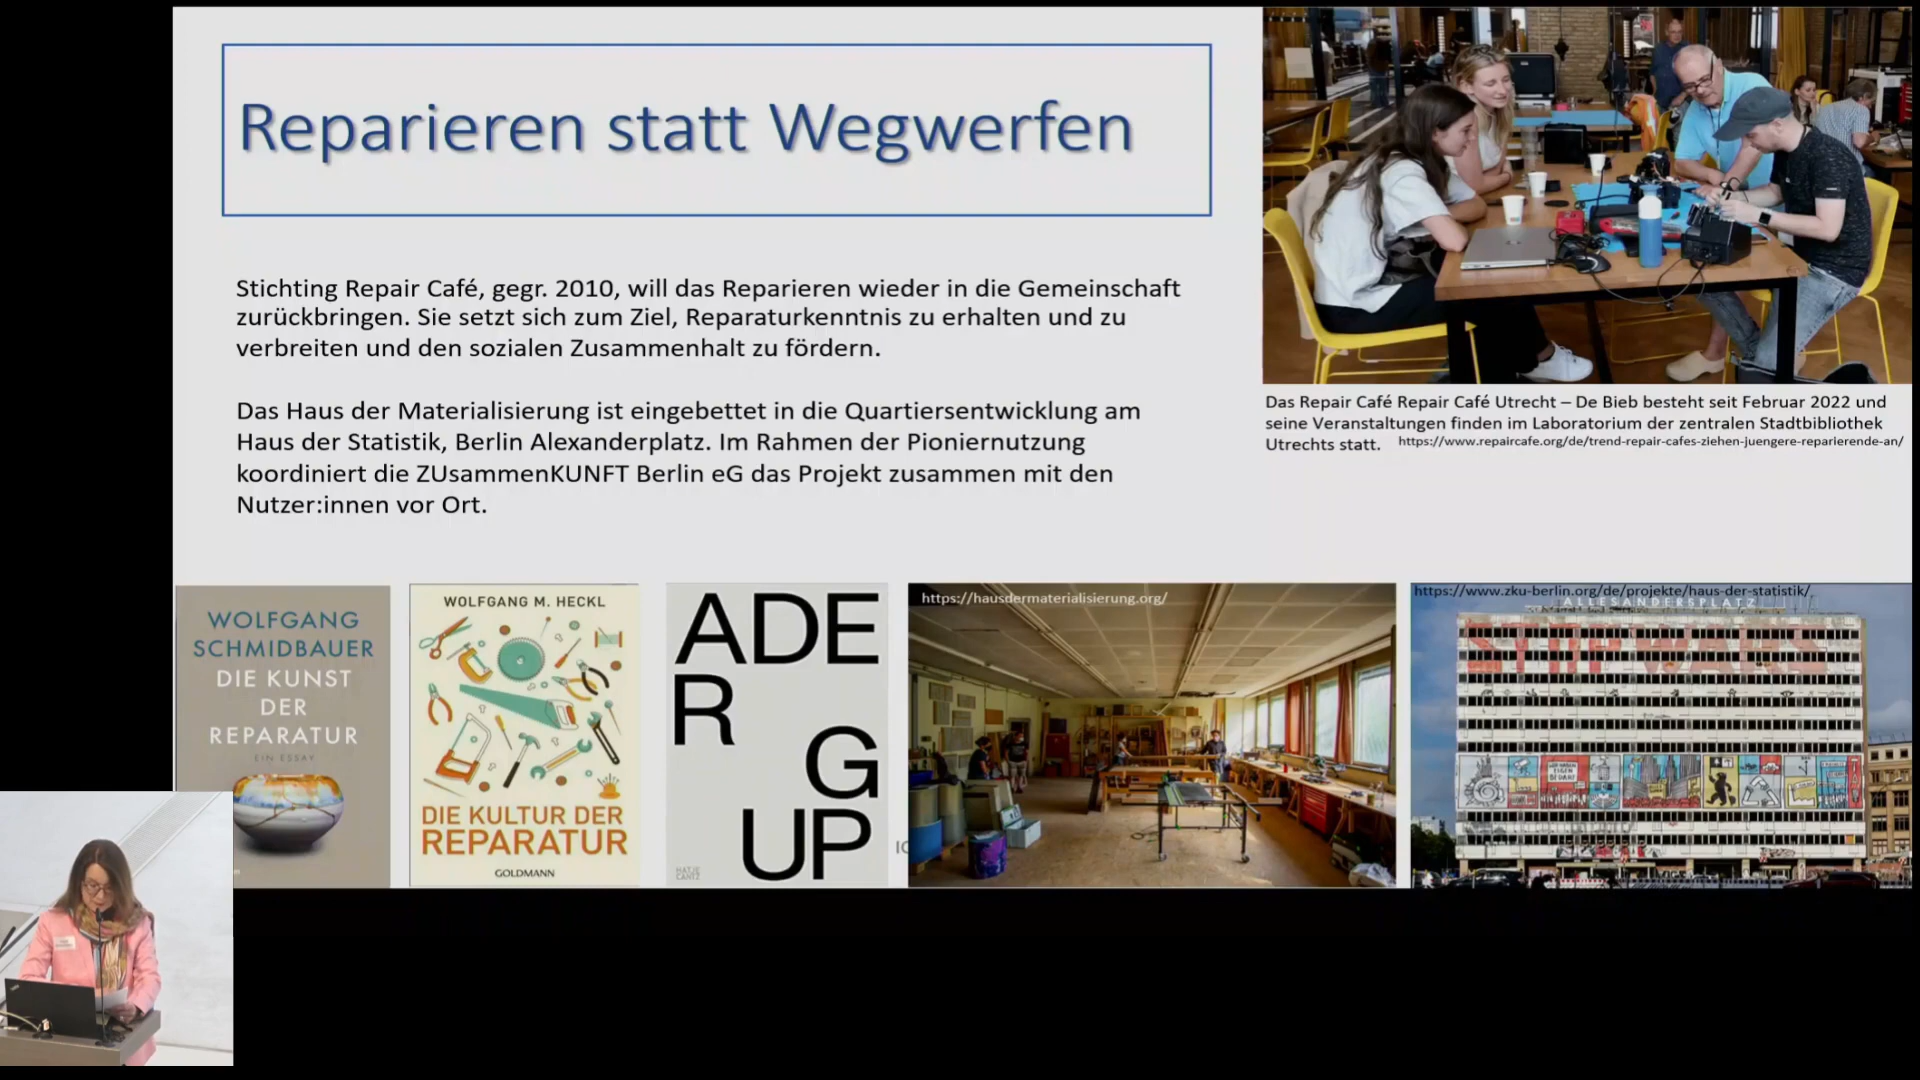 Reparieren statt Wegwerfen
Stichting Repair Café, gegr. 2010, will das Reparieren wieder in die Gemeinschaft
zurückbringen. Sie setzt sich zum Ziel, Reparaturkenntnis zu erhalten und zu
verbreiten und den sozialen Zusammenhalt zu fördern.
Das Haus der Materialisierung ist eingebettet in die Quartiersentwicklung am
Haus der Statistik, Berlin Alexanderplatz. Im Rahmen der Pioniernutzung
koordiniert die ZUsammenKUNFT Berlin eG das Projekt zusammen mit den
Nutzer:innen vor Ort.
Das Repair Café Repair Café Utrecht – De Bieb besteht seit Februar 2022 und
seine Veranstaltungen finden im Laboratorium der zentralen Stadtbibliothek
Utrechts statt. https://www.repaircafe.org/de/trend-repair-cafes-ziehen-juengere-reparierende-an/
WOLFGANG
SCHMIDBAUER
DIE KUNST
DER
REPARATUR
EIN ESSAY
WOLFGANG M. HECKL
DIE KULTUR DER
REPARATUR
GOLDMANN
ADE
R
G
UP
HATJE
CANTZ
https://hausdermaterialisierung.org/
https://www.zku-berlin.org/de/projekte/haus-der-statistik/
ALLESANDERSPLATZ
STOP WARS